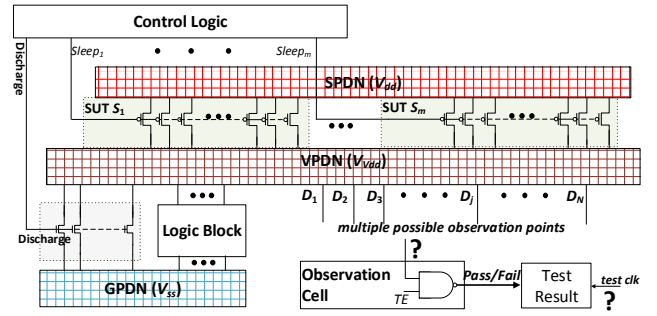 Control Logic
Discharge
Sleep1
Sleepm
SPDN (Vdd)
SUT S1
SUT Sm
VPDN (VVdd)
D1 D2 D3 Dj DN
multiple possible observation points
Discharge
Logic Block
?
GPDN (Vss)
Observation
Cell
TE
Pass/Fail
Test
Result
test clk
?